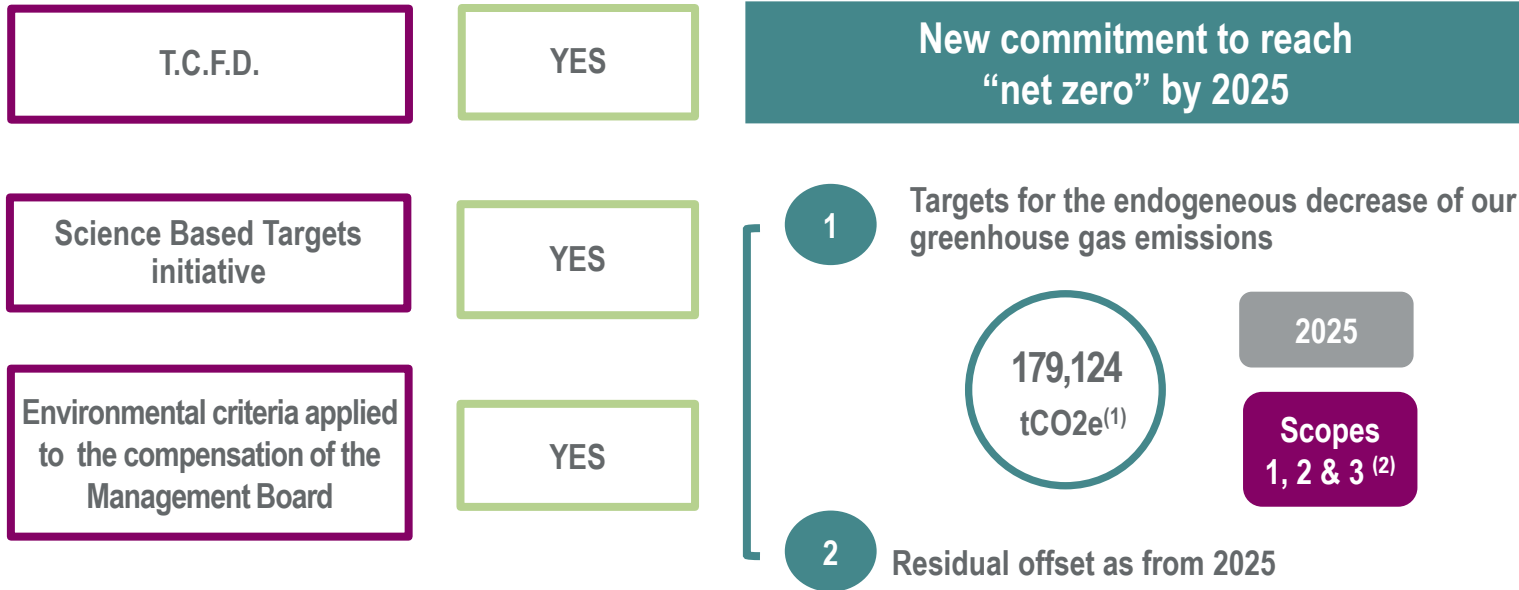 T.C.F.D.
YES
Science Based Targets
initiative
YES
Environmental criteria applied
to the compensation of the
Management Board
YES
New commitment to reach
“net zero” by 2025
1
Targets for the endogeneous decrease of our
greenhouse gas emissions
179,124
tCO2e(1)
2025
Scopes
1, 2 & 3 (2)
2
Residual offset as from 2025